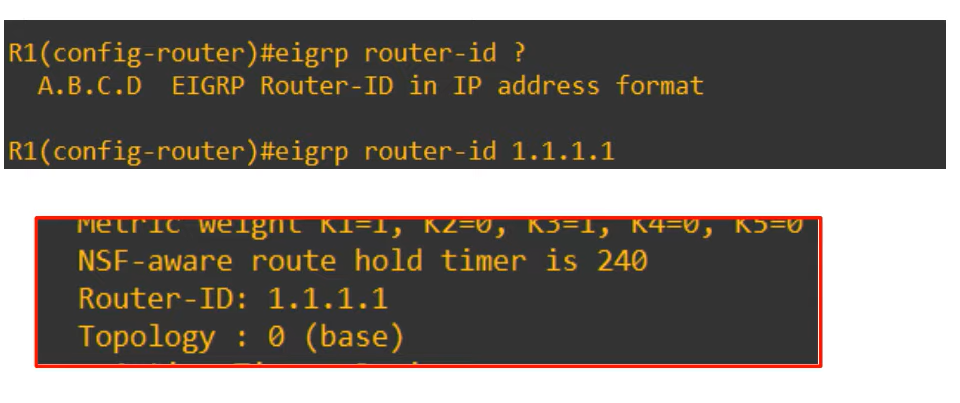 R1(config-router)#eigrp router-id ?
A.B.C.D EIGRP Router-ID in IP address format
R1(config-router)#eigrp router-id 1.1.1.1
Metric weight K1=1, K2=0, K3=1, K4=0, K5=0
NSF-aware route hold timer is 240
Router-ID: 1.1.1.1
Topology : 0 (base)